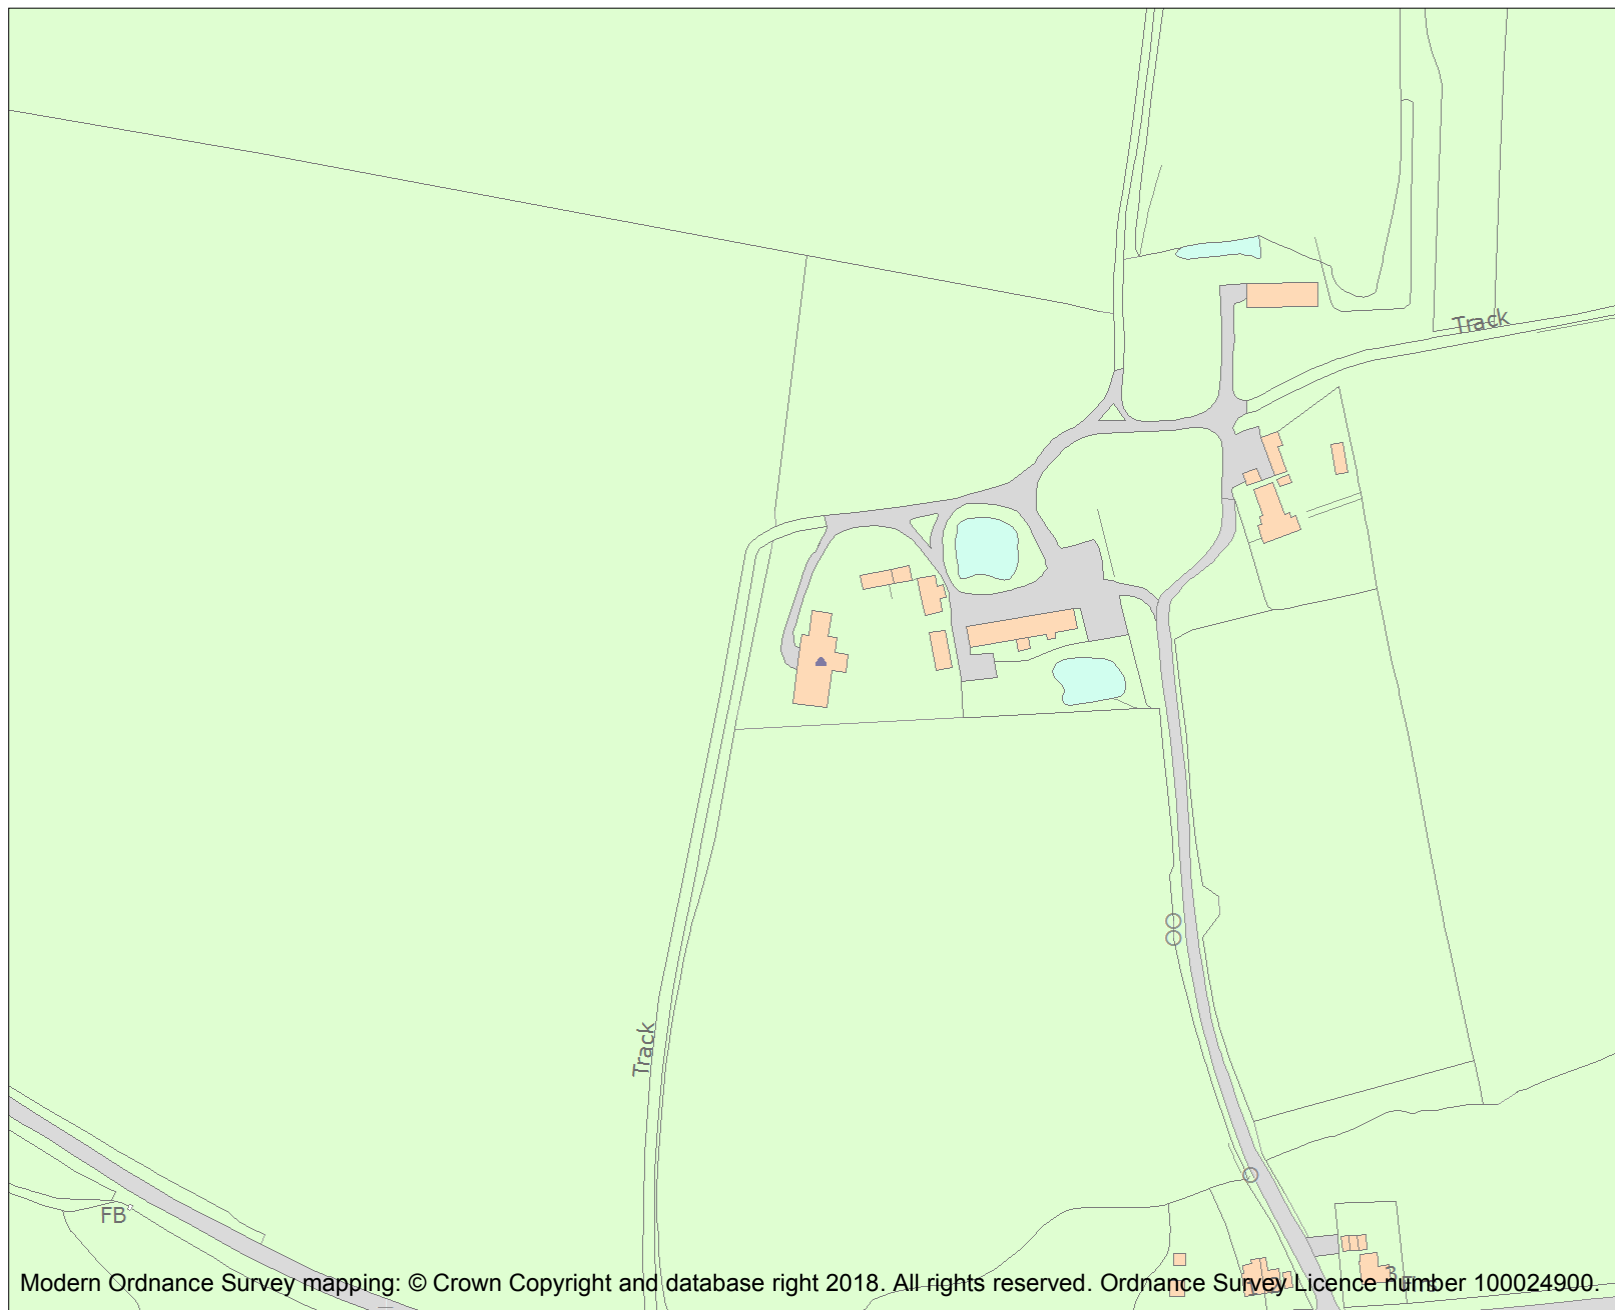 Track
Track
FB
3
Modern Ordnance Survey mapping: © Crown Copyright and database right 2018. All rights reserved. Ordnance Survey Licence number 100024900.